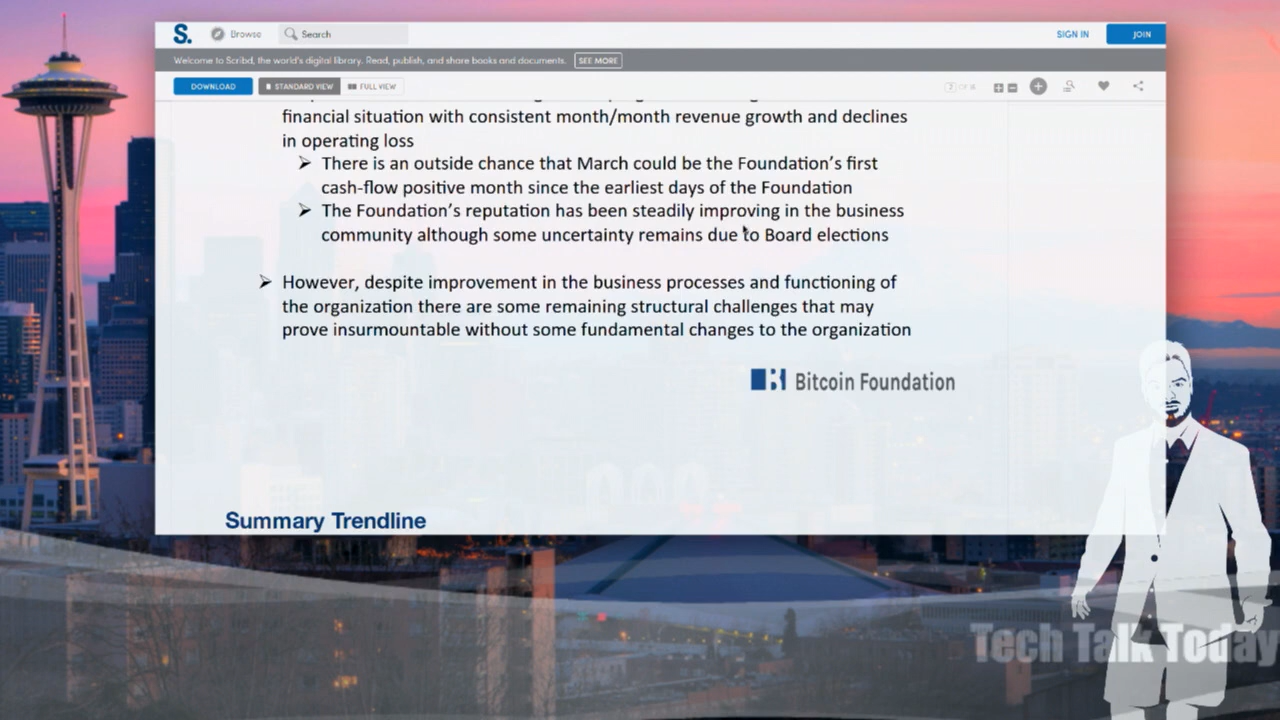 S.
Browse
Search
SIGN IN
JOIN
Welcome to Scribd, the world's digital library. Read, publish, and share books and documents.
SEE MORE
DOWNLOAD
STANDARD VIEW
FULL VIEW
financial situation with consistent month/month revenue growth and declines
in operating loss
➢ There is an outside chance that March could be the Foundation's first
cash-flow positive month since the earliest days of the Foundation
➢ The Foundation's reputation has been steadily improving in the business
community although some uncertainty remains due to Board elections
➢ However, despite improvement in the business processes and functioning of
the organization there are some remaining structural challenges that may
prove insurmountable without some fundamental changes to the organization
Bitcoin Foundation
Summary Trendline
Tech Talk Today